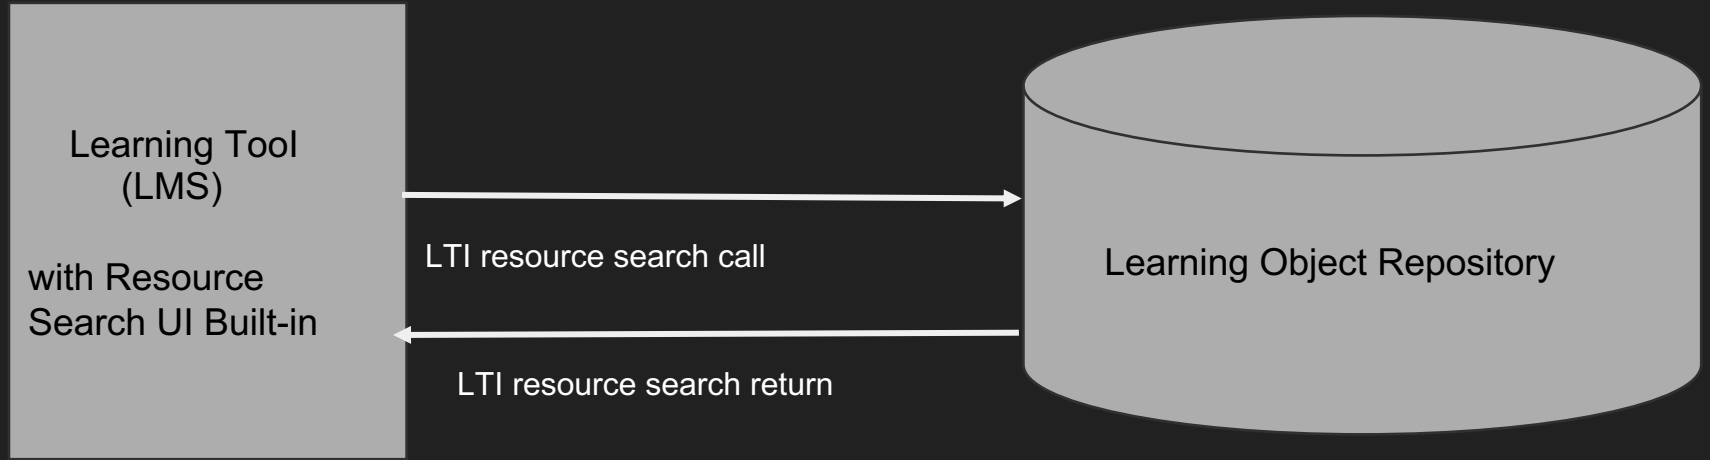 Learning Tool
(LMS)
with Resource
Search UI Built-in
LTI resource search call
LTI resource search return
Learning Object Repository